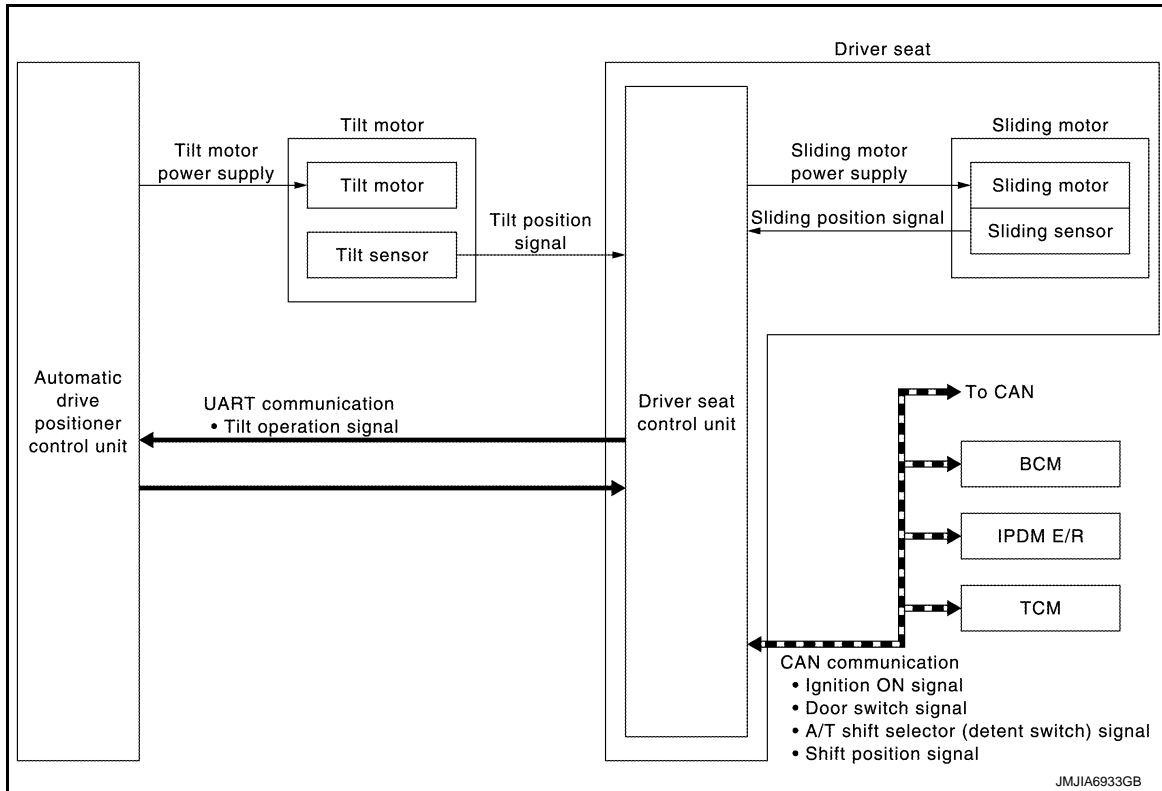 Driver seat
Tilt motor
Sliding motor
Tilt motor
power supply
Tilt motor
Sliding motor
power supply
Sliding motor
Tilt position
signal
Sliding position signal
Sliding sensor
Tilt sensor
Automatic
drive
positioner
control unit
UART communication
• Tilt operation signal
Driver seat
control unit
To CAN
BCM
IPDM E/R
TCM
CAN communication
• Ignition ON signal
• Door switch signal
• A/T shift selector (detent switch) signal
• Shift position signal
JMJIA6933GB